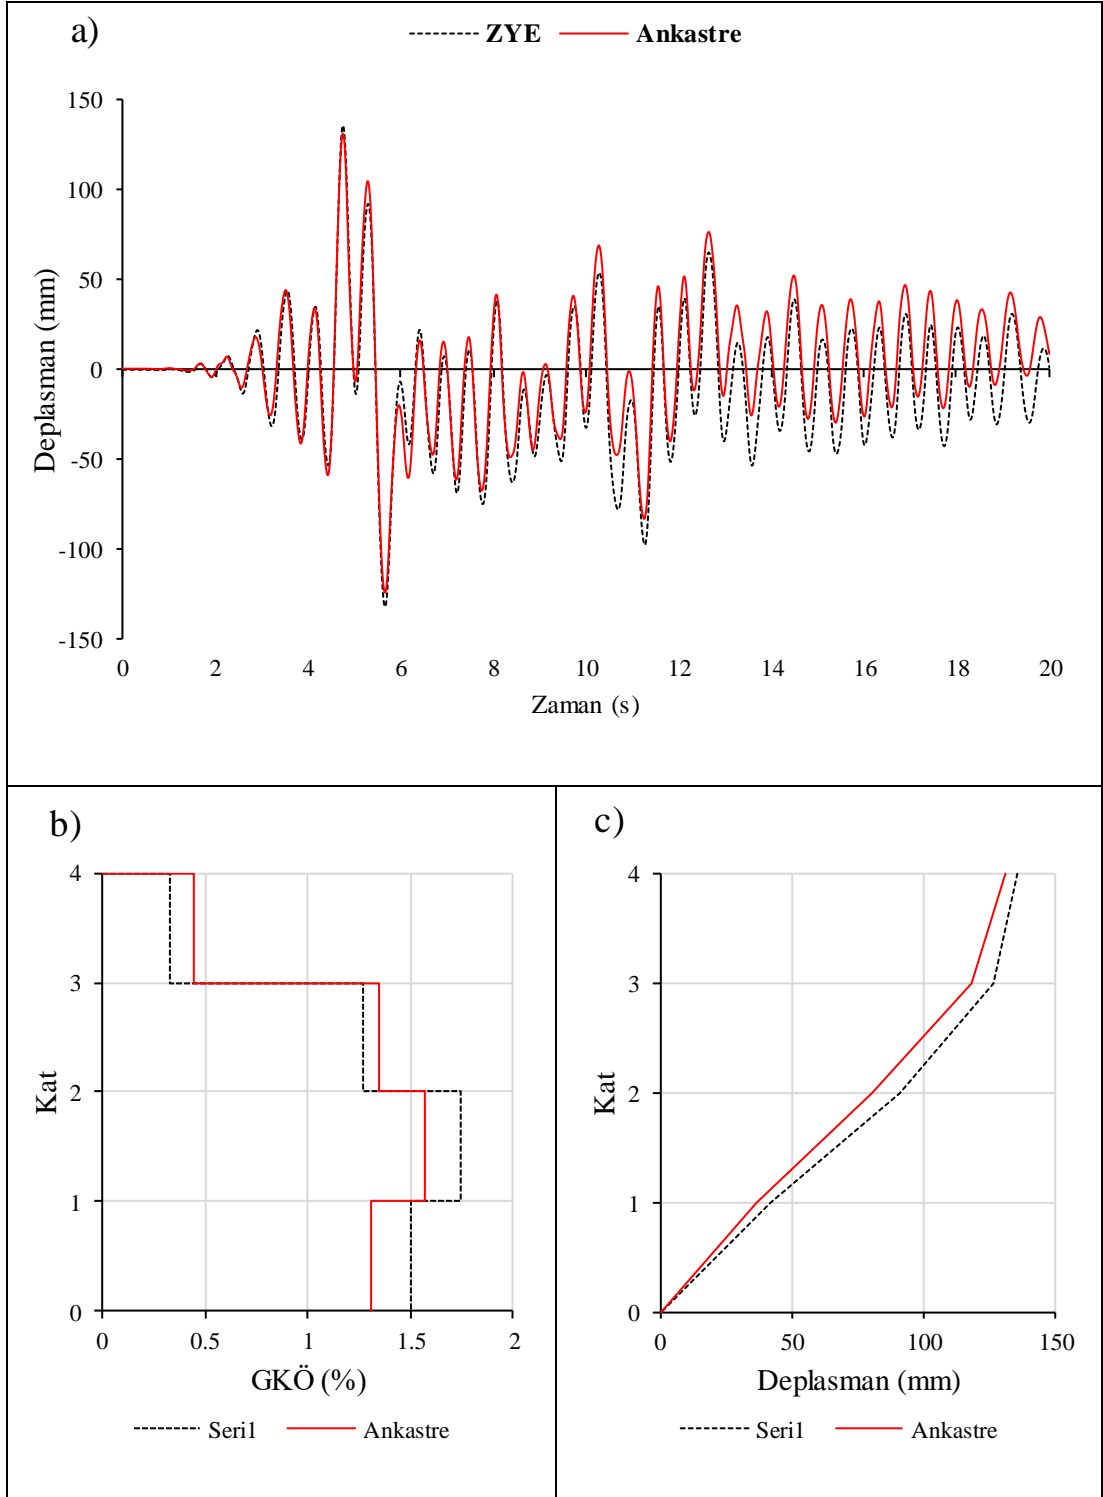 a)
ZYE Ankastre
150
100
50
0
-50
-100
-150
Deplasman (mm)
0 2 4 6 8 10 12 14 16 18 20
Zaman (s)
b)
4
3
2
1
0
Kat
0 0.5 1 1.5 2
GKÖ (%)
Seri1 Ankastre
c)
4
3
2
1
0
Kat
0 50 100 150
Deplasman (mm)
Seri1 Ankastre